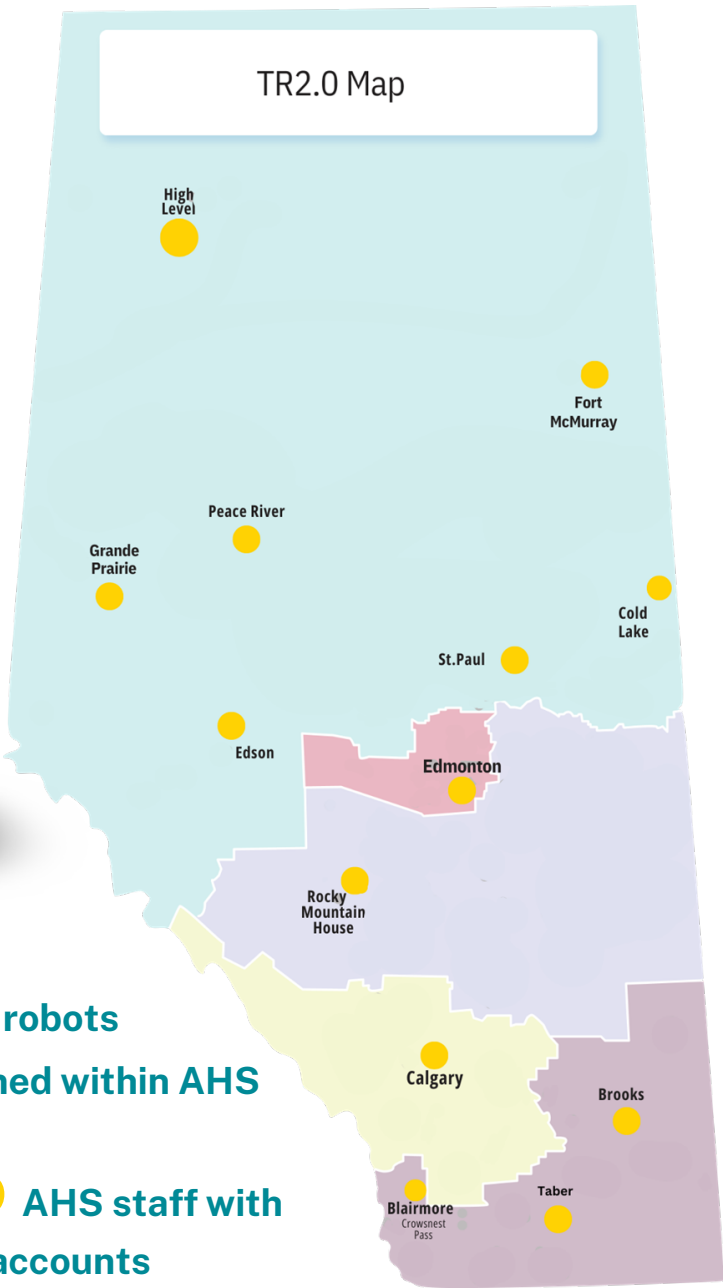 TR2.0 Map
High
Level
Fort
McMurray
Peace River
Grande
Prairie
Cold
Lake
St.Paul
Edson
Edmonton
Rocky
Mountain
House
robots
ned within AHS
Calgary
Brooks
AHS staff with
Blairmore
Crowsnest
Pass
Taber
accounts